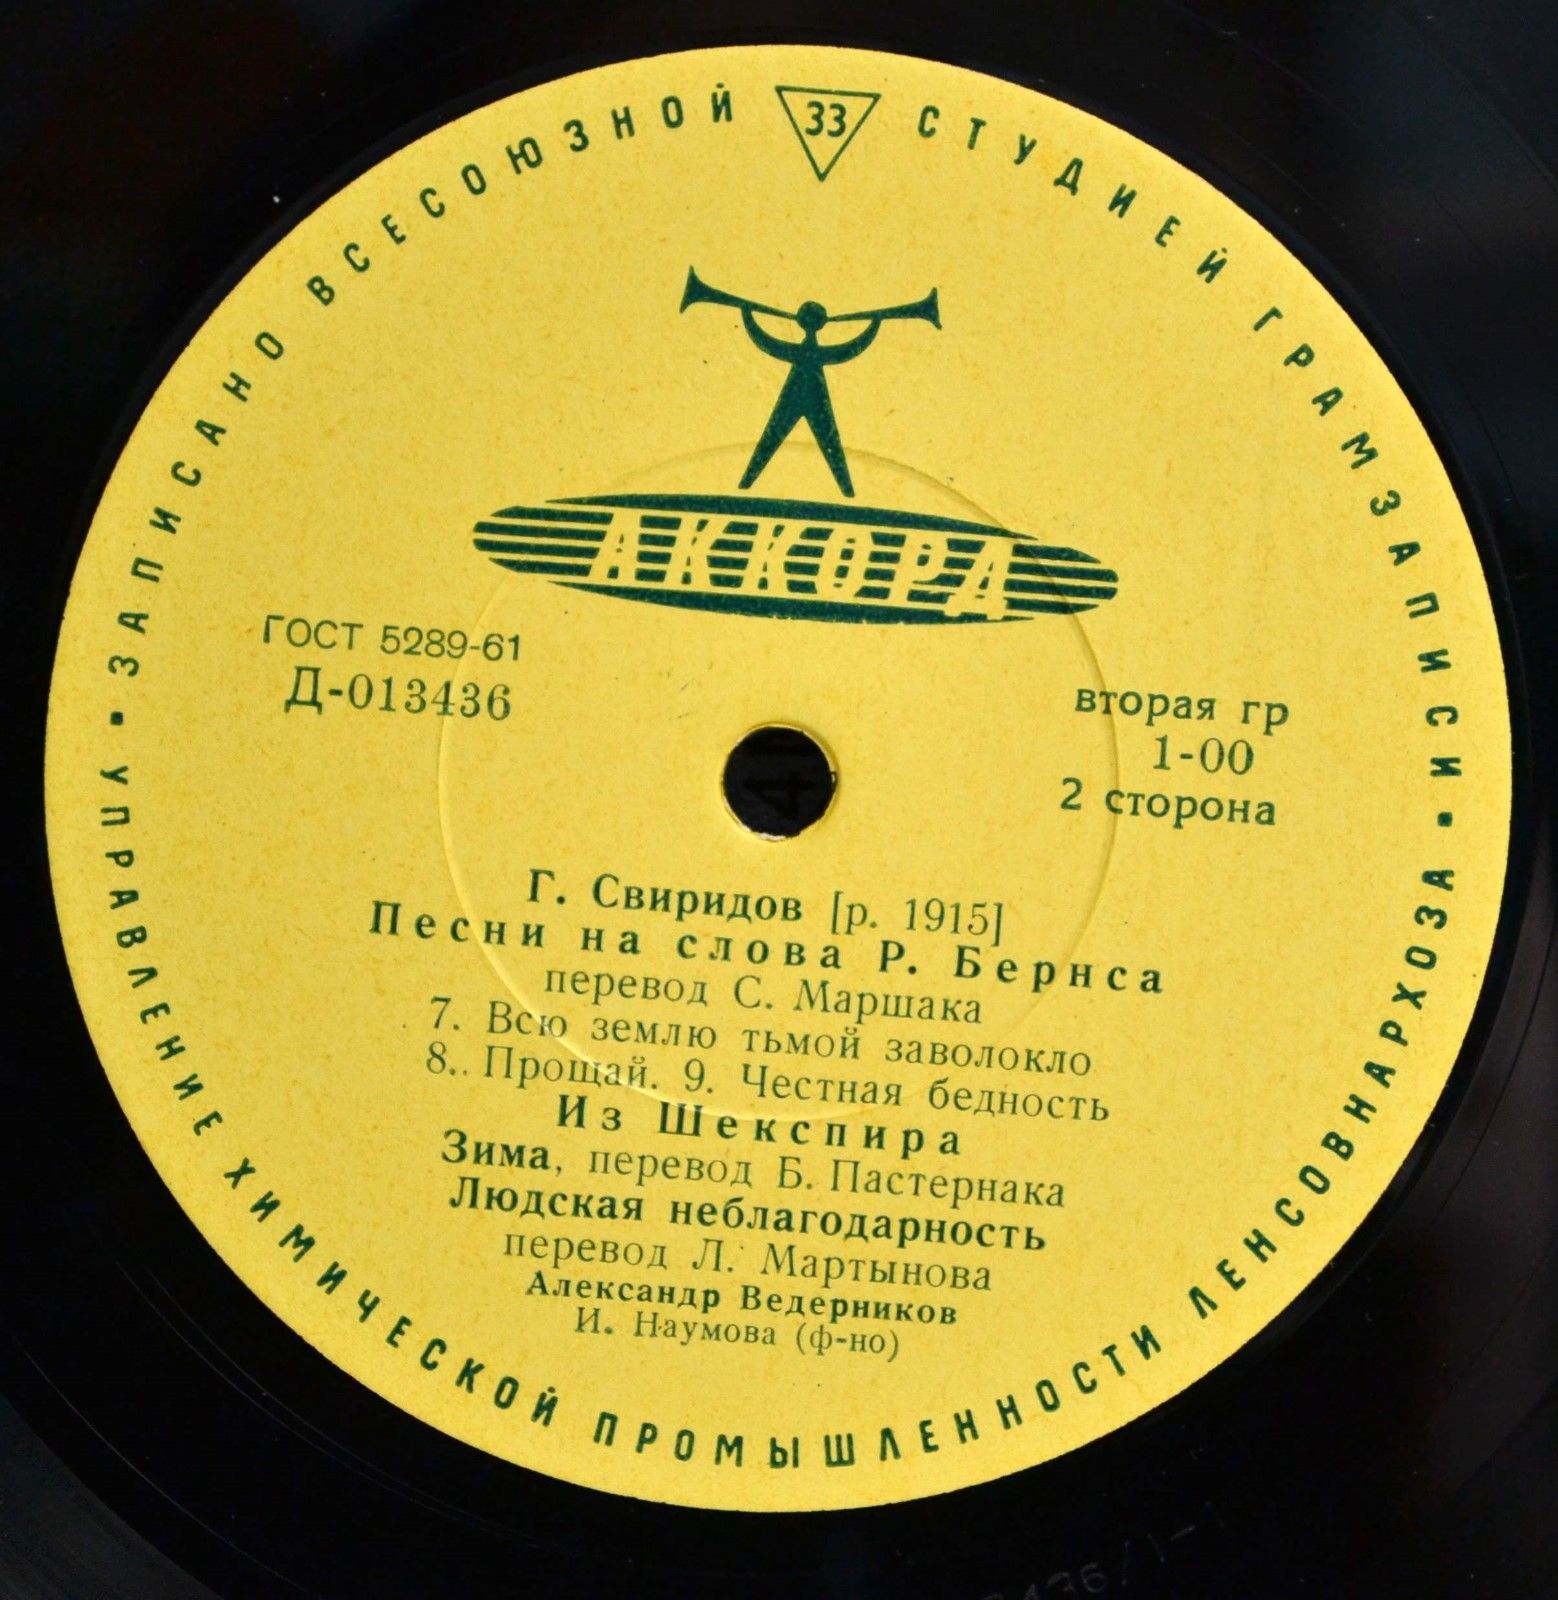 ЗАПИСАНО ВСЕСОЮЗНОЙ СТУДИЕЙ ГРАМЗАПИСИ
33
АККОРД
ГОСТ 5289-61
Д-013436
вторая гр
1-00
2 сторона
Г. Свиридов [р. 1915]
Песни на слова Р. Бернса
перевод С. Маршака
7. Всю землю тьмой заволокло
8.. Прощай. 9. Честная бедность
Из Шекспира
Зима, перевод Б. Пастернака
Людская неблагодарность
перевод Л. Мартынова
Александр Ведерников
И. Наумова (ф-но)
• УПРАВЛЕНИЕ ХИМИЧЕСКОЙ ПРОМЫШЛЕННОСТИ ЛЕНСОВНАРХОЗА •